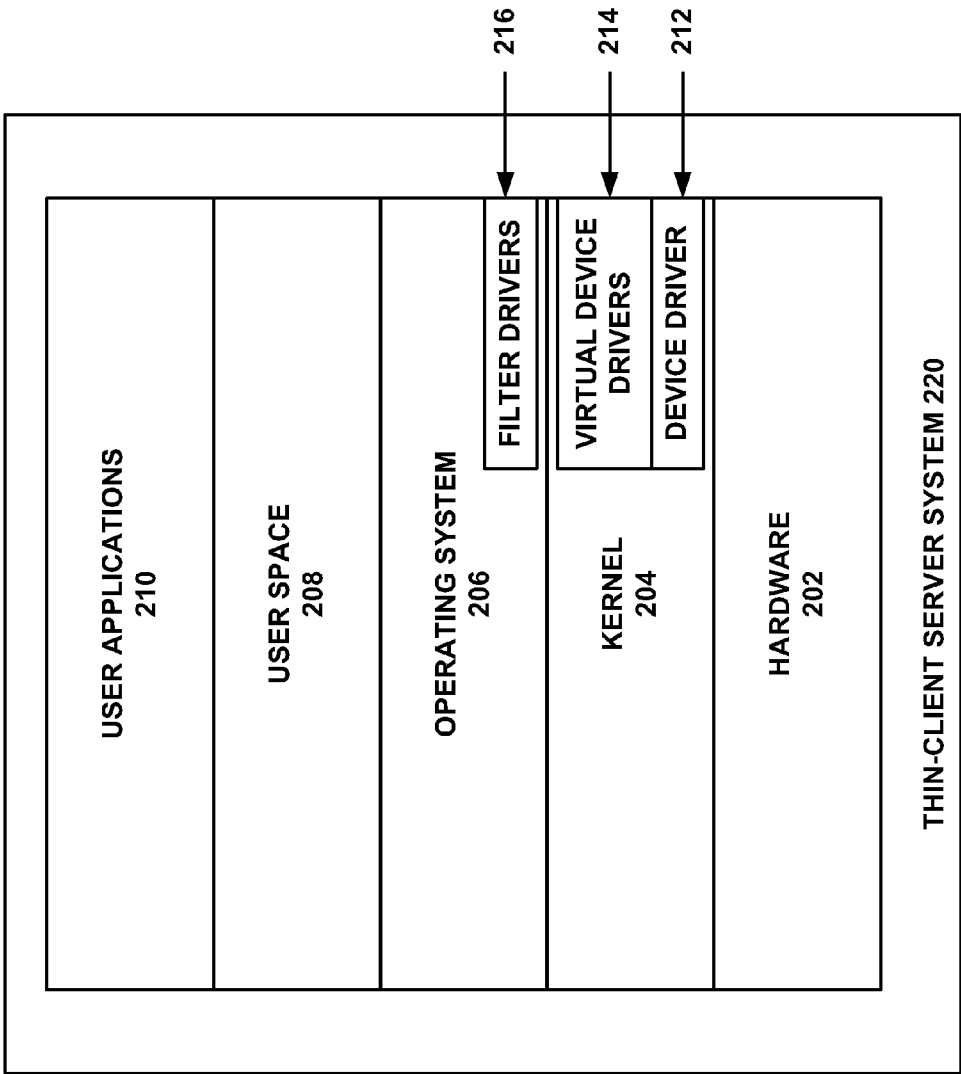 USER APPLICATIONS
210
USER SPACE
208
OPERATING SYSTEM
206
FILTER DRIVERS
216
KERNEL
204
VIRTUAL DEVICE
DRIVERS
214
DEVICE DRIVER
212
HARDWARE
202
THIN-CLIENT SERVER SYSTEM 220